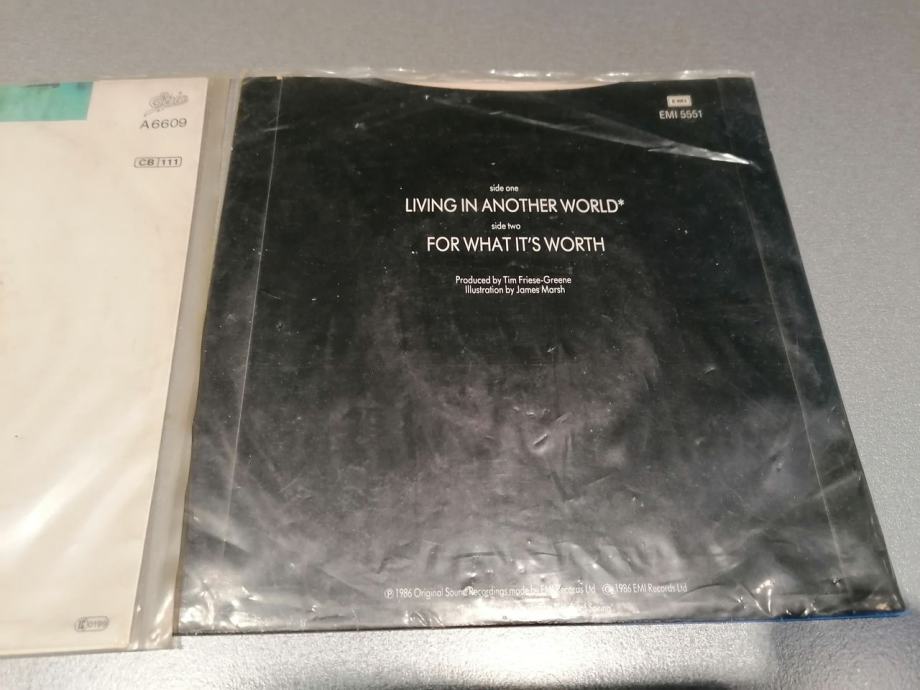 Epic
A6609
CB 111
EMI
EMI 5551
side one
LIVING IN ANOTHER WORLD*
side two
FOR WHAT IT'S WORTH
Produced by Tim Friese-Greene
Illustration by James Marsh
℗ 1986 Original Sound Recordings made by EMI Records Ltd © 1986 EMI Records Ltd
Spring